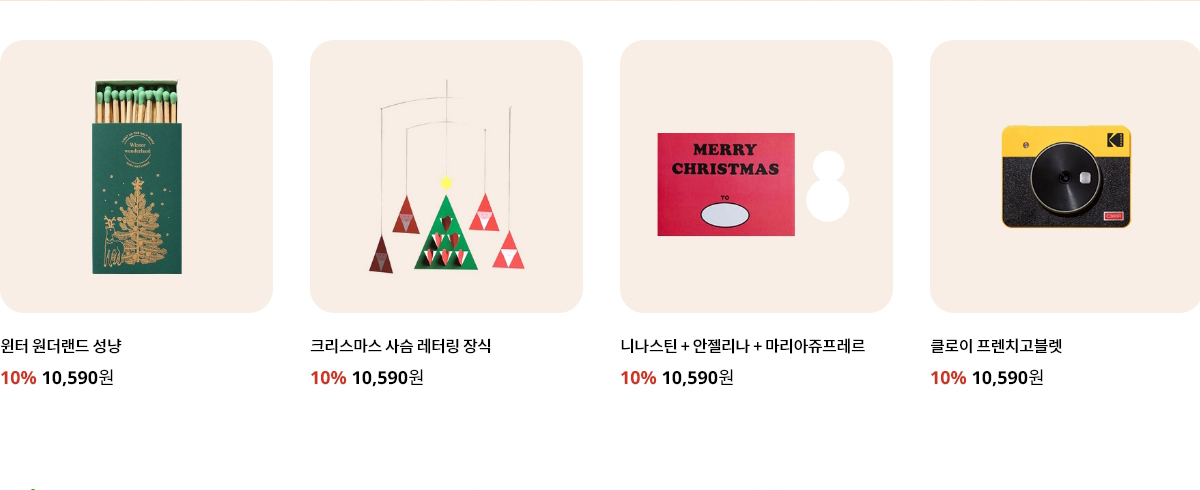 Winter
wonderland
MERRY
CHRISTMAS
TO
Kodak
윈터 원더랜드 성냥
10% 10,590원
크리스마스 사슴 레터링 장식
10% 10,590원
니나스틴 + 안젤리나 + 마리아쥬프레르
10% 10,590원
클로이 프렌치고블렛
10% 10,590원